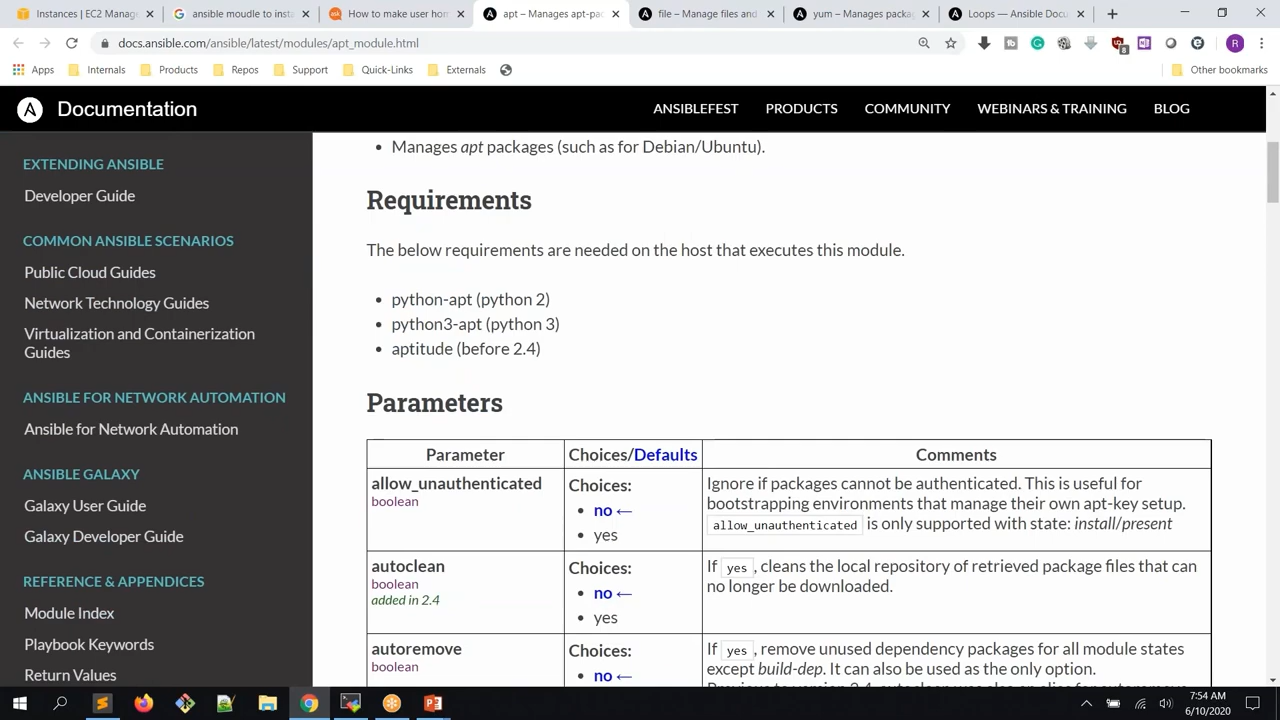 Instances | EC2 Manag
ansible moudle to insta
How to make user hom
apt – Manages apt-pac
file – Manage files and
yum – Manages packag
Loops — Ansible Docu
docs.ansible.com/ansible/latest/modules/apt_module.html
8
R
Apps
Internals
Products
Repos
Support
Quick-Links
Externals
Other bookmarks
A Documentation
ANSIBLEFEST
PRODUCTS
COMMUNITY
WEBINARS & TRAINING
BLOG
EXTENDING ANSIBLE
Developer Guide
COMMON ANSIBLE SCENARIOS
Public Cloud Guides
Network Technology Guides
Virtualization and Containerization
Guides
ANSIBLE FOR NETWORK AUTOMATION
Ansible for Network Automation
ANSIBLE GALAXY
Galaxy User Guide
Galaxy Developer Guide
REFERENCE & APPENDICES
Module Index
Playbook Keywords
Return Values
• Manages apt packages (such as for Debian/Ubuntu).
Requirements
The below requirements are needed on the host that executes this module.
• python-apt (python 2)
• python3-apt (python 3)
• aptitude (before 2.4)
Parameters
Parameter
Choices/Defaults
Comments
allow_unauthenticated
boolean
Choices:
• no ←
• yes
Ignore if packages cannot be authenticated. This is useful for
bootstrapping environments that manage their own apt-key setup.
allow_unauthenticated is only supported with state: install/present
autoclean
boolean
added in 2.4
Choices:
• no ←
• yes
If yes, cleans the local repository of retrieved package files that can
no longer be downloaded.
autoremove
boolean
Choices:
• no ←
If yes, remove unused dependency packages for all module states
except build-dep. It can also be used as the only option.
7:54 AM
6/10/2020